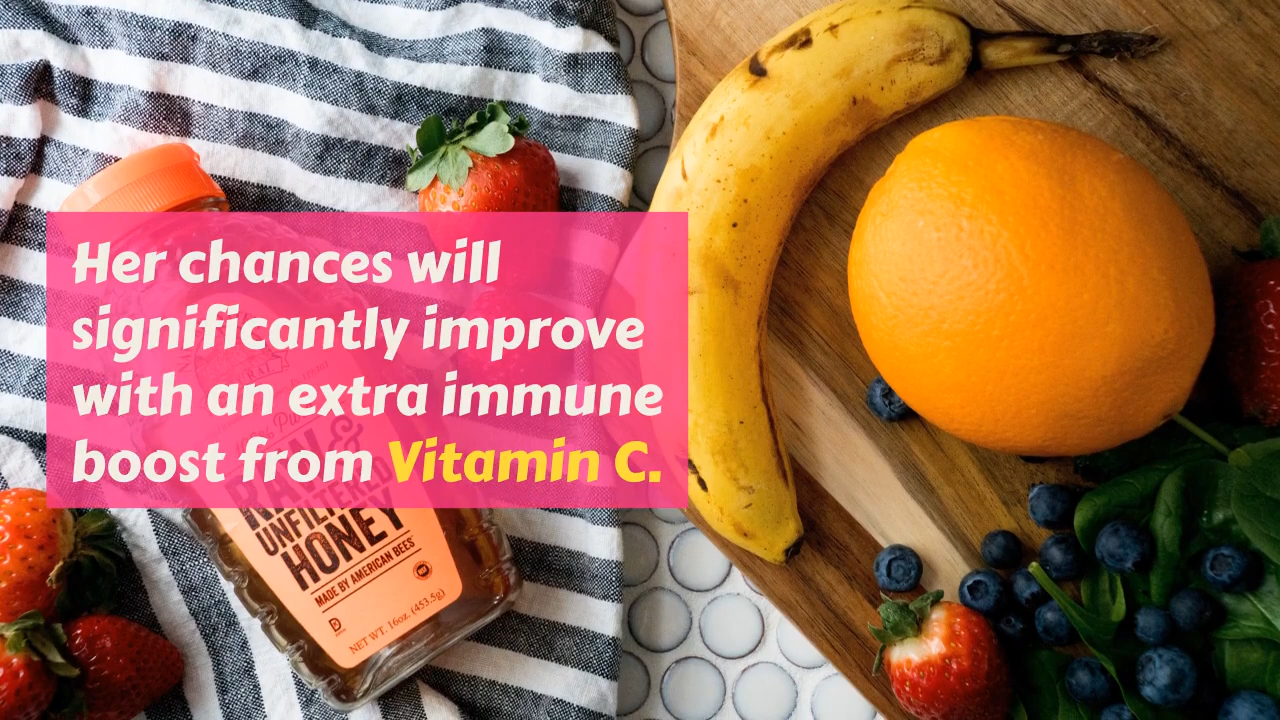 Her chances will
significantly improve
with an extra immune
boost from Vitamin C.
RAW &
UNFILTERED
HONEY
MADE BY AMERICAN BEES
NET WT. 16oz. (453.5g)